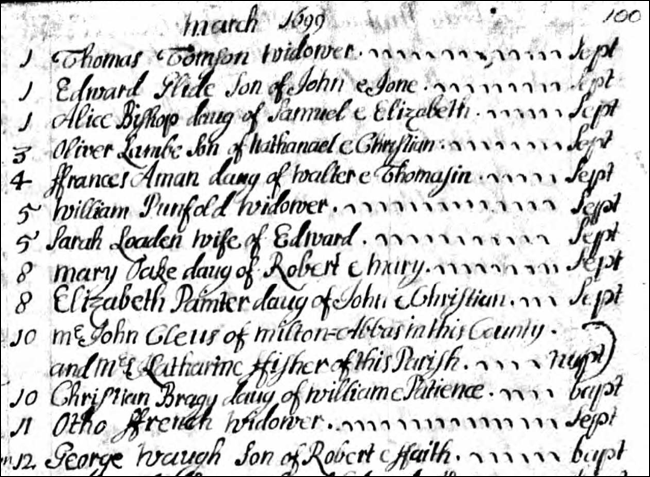 march 1699 100
1 Thomas Tomson widower. Sept
1 Edward Slide Son of John e Jone. Sept
1 Alice Bishop daug of Samuel e Elizabeth. Sept
3 Oliver Lumbe Son of Nathanael e Christian. Sept
4 ffrances Aman daug of walter e Thomasin. Sept
5 william Punfold widower. Sept
5 Sarah Loaden wife of Edward. Sept
8 mary Take daug of Robert e mary. Sept
8 Elizabeth Painter daug of John e Christian. Sept
10 mr John Cleus of milton=Abbas in this County.
and Mrs Katharine ffisher of this Parish. nupt
10 Christian Bragg daug of william e Patience. bapt
11 Otho ffrench widower. Sept
12 George waugh Son of Robert e ffaith. bapt